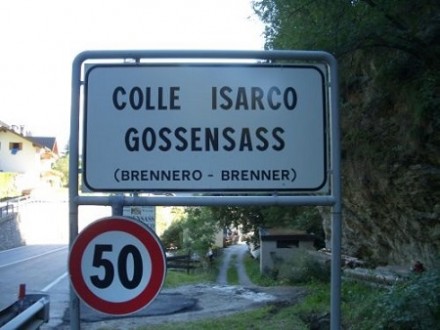 COLLE ISARCO
GOSSENSASS
(BRENNERO - BRENNER)
50